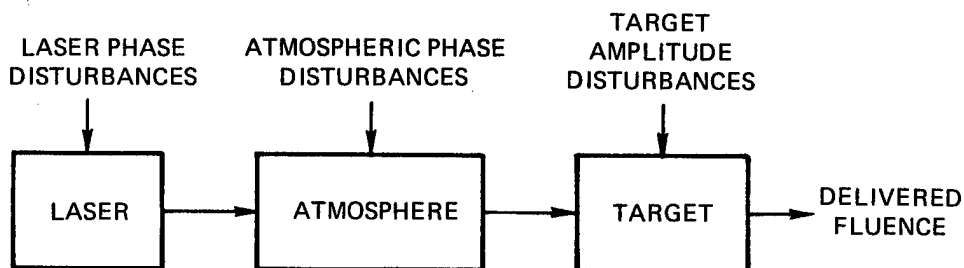 LASER PHASE
DISTURBANCES
ATMOSPHERIC PHASE
DISTURBANCES
TARGET
AMPLITUDE
DISTURBANCES
LASER
ATMOSPHERE
TARGET
DELIVERED
FLUENCE